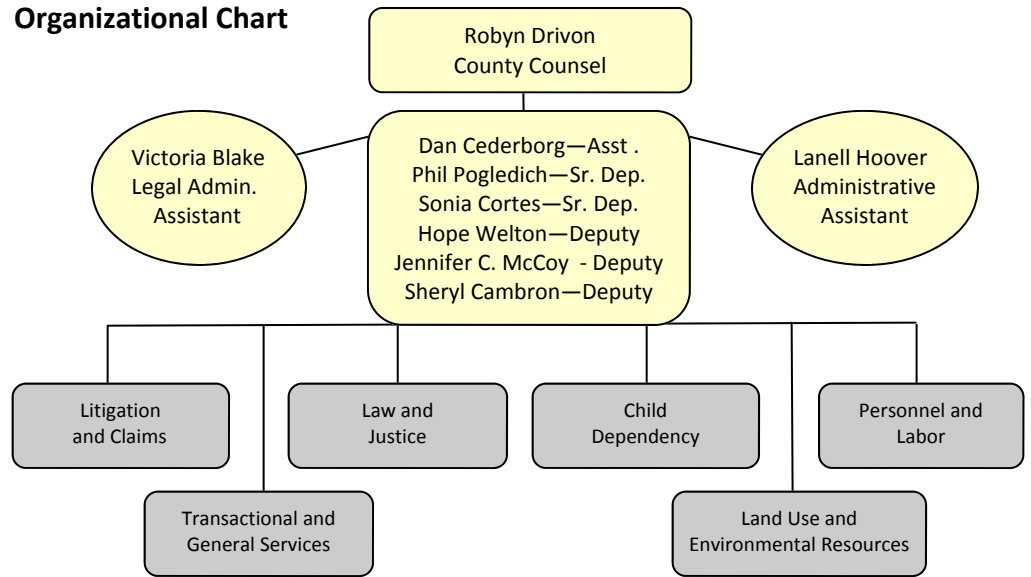 Organizational Chart
Robyn Drivon
County Counsel
Victoria Blake
Legal Admin.
Assistant
Dan Cederborg—Asst .
Phil Pogledich—Sr. Dep.
Sonia Cortes—Sr. Dep.
Hope Welton—Deputy
Jennifer C. McCoy - Deputy
Sheryl Cambron—Deputy
Lanell Hoover
Administrative
Assistant
Litigation
and Claims
Law and
Justice
Child
Dependency
Personnel and
Labor
Transactional and
General Services
Land Use and
Environmental Resources